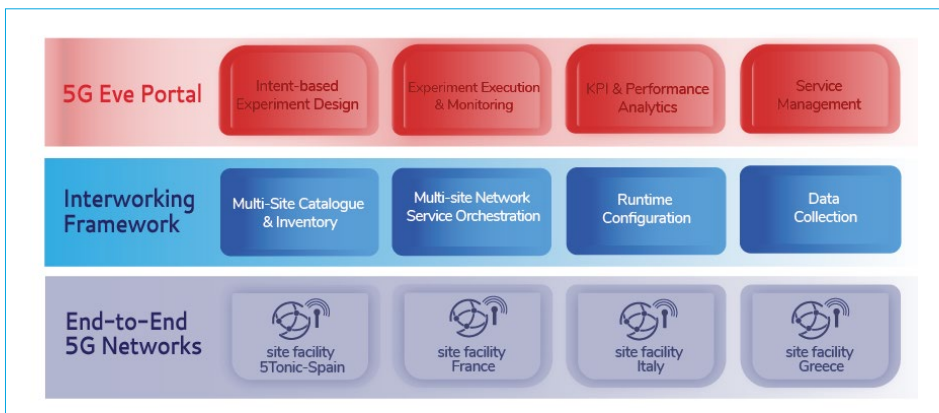 5G Eve Portal
Intent-based
Experiment Design
Experiment Execution
& Monitoring
KPI & Performance
Analytics
Service
Management
Interworking
Framework
Multi-Site Catalogue
& Inventory
Multi-site Network
Service Orchestration
Runtime
Configuration
Data
Collection
End-to-End
5G Networks
site facility
5Tonic-Spain
site facility
France
site facility
Italy
site facility
Greece